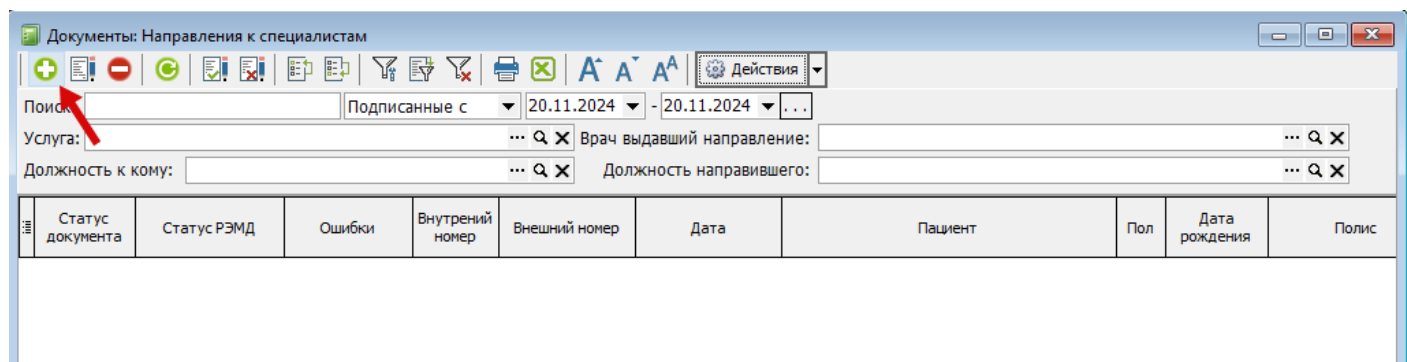 Документы: Направления к специалистам
A A A A Действия
Поиск Подписанные с 20.11.2024 - 20.11.2024 ...
Услуга: ... Врач выдавший направление: ...
Должность к кому: ... Должность направившего: ...
Статус документа Статус РЭМД Ошибки Внутрений номер Внешний номер Дата Пациент Пол Дата рождения Полис